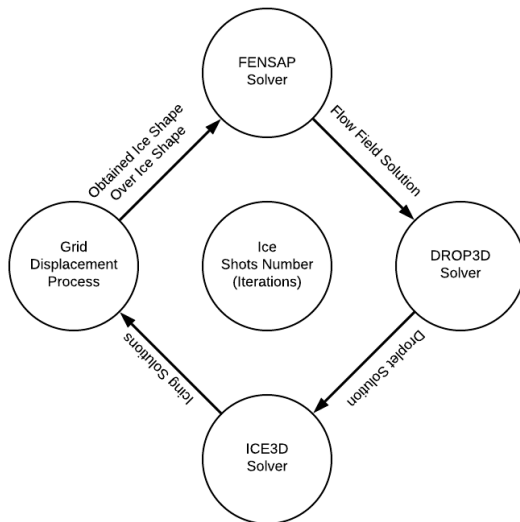 FENSAP
Solver
Obtained Ice Shape
Over Ice Shape
Flow Field Solution
Grid
Displacement
Process
Ice
Shots Number
(Iterations)
DROP3D
Solver
Icing Solutions
Droplet Solution
ICE3D
Solver